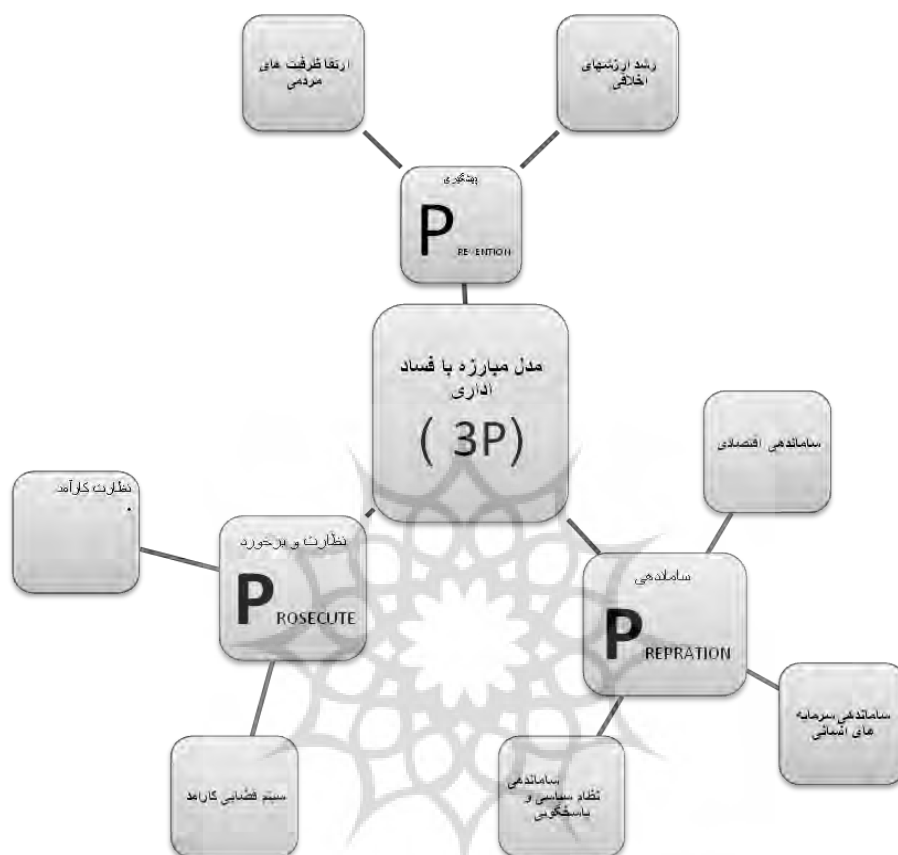 ارتقا ظرفیت های
مردمی
رشد ارزشهای
اخلاقی
پیشگیری
P REVENTION
مدل مبارزه با فساد
اداری
( 3P)
ساماندهی اقتصادی
نظارت کارآمد
•
نظارت و برخورد
P ROSECUTE
ساماندهی
P REPRATION
ساماندهی سرمایه
های انسانی
سیتم قضایی کارامد
ساماندهی
نظام سیاسی و
پاسخگویی